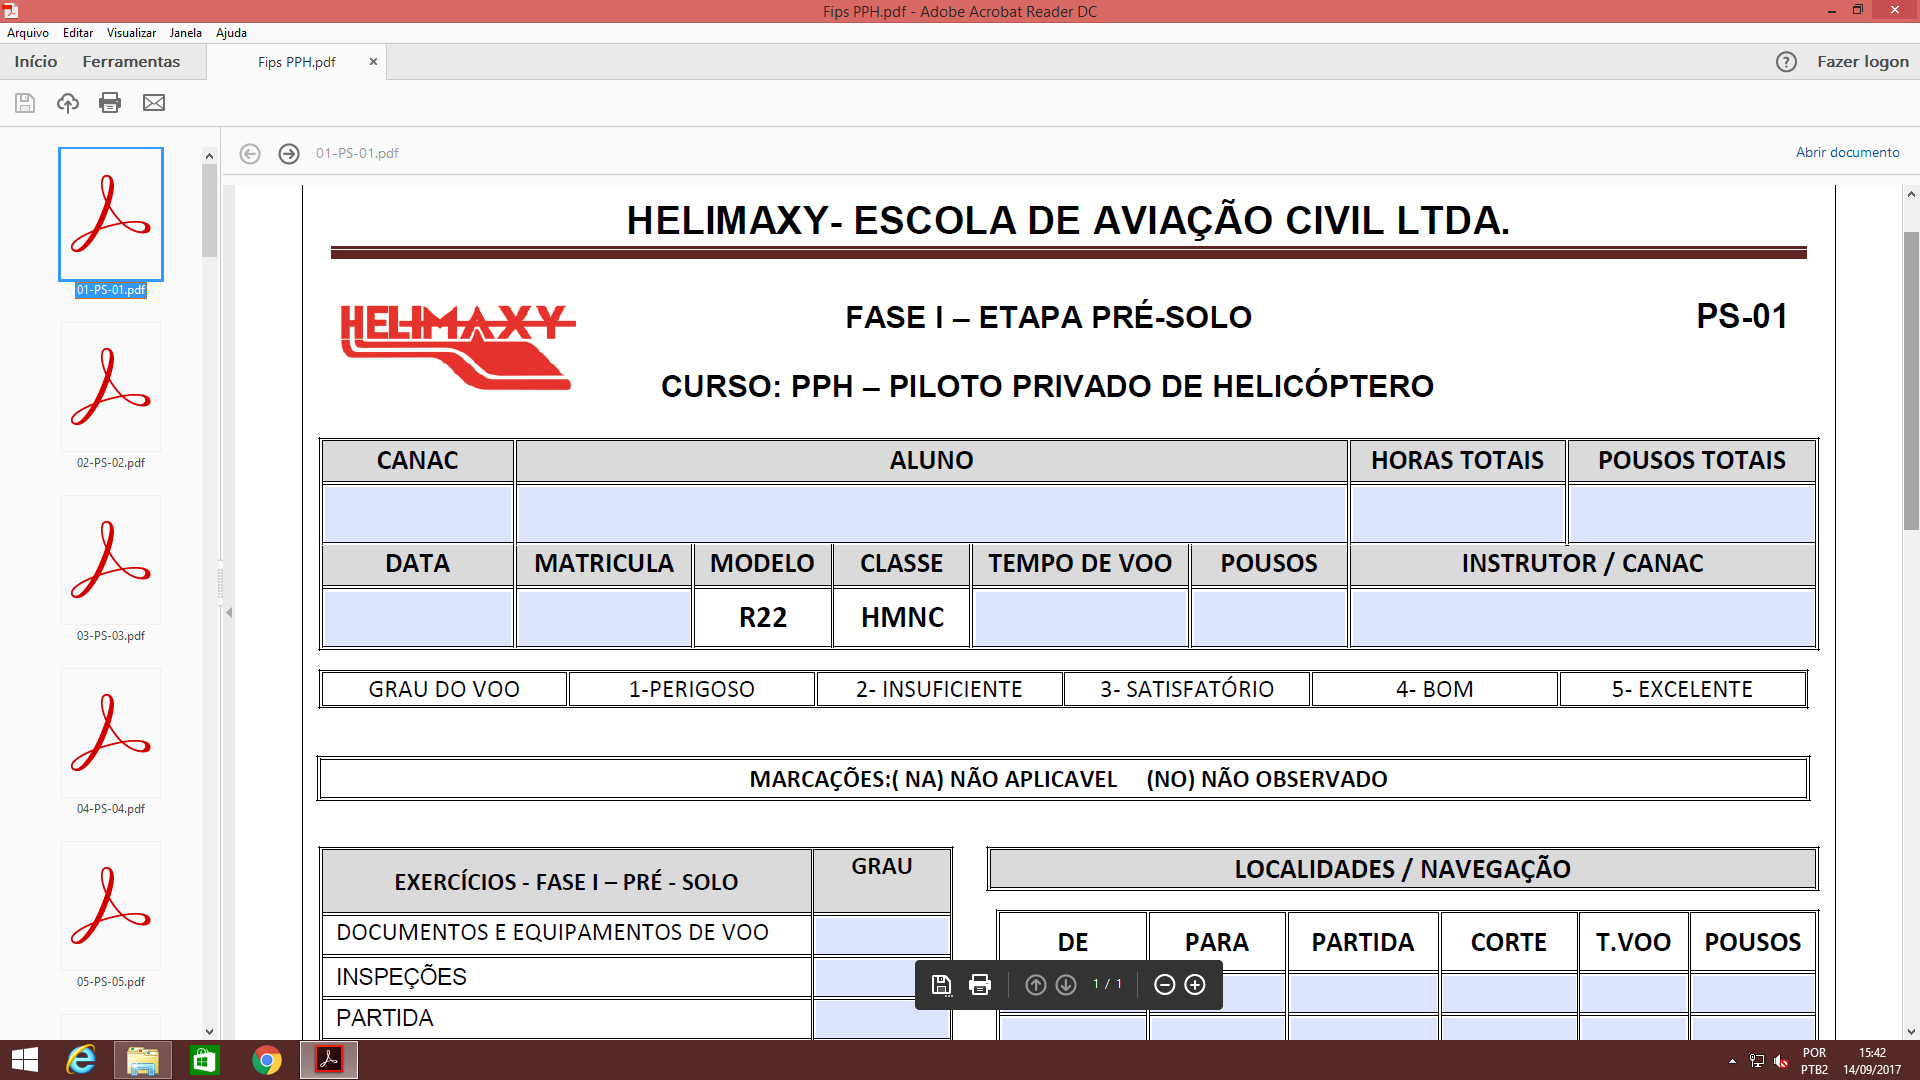 Fips PPH.pdf - Adobe Acrobat Reader DC
Arquivo Editar Visualizar Janela Ajuda
Início Ferramentas Fips PPH.pdf × ? Fazer logon
01-PS-01.pdf Abrir documento
01-PS-01.pdf
02-PS-02.pdf
03-PS-03.pdf
04-PS-04.pdf
05-PS-05.pdf
HELIMAXY- ESCOLA DE AVIAÇÃO CIVIL LTDA.
HELIMAXY
FASE I – ETAPA PRÉ-SOLO PS-01
CURSO: PPH – PILOTO PRIVADO DE HELICÓPTERO
CANAC ALUNO HORAS TOTAIS POUSOS TOTAIS
DATA MATRICULA MODELO CLASSE TEMPO DE VOO POUSOS INSTRUTOR / CANAC
R22 HMNC
GRAU DO VOO 1-PERIGOSO 2- INSUFICIENTE 3- SATISFATÓRIO 4- BOM 5- EXCELENTE
MARCAÇÕES:( NA) NÃO APLICAVEL (NO) NÃO OBSERVADO
EXERCÍCIOS - FASE I – PRÉ - SOLO GRAU
DOCUMENTOS E EQUIPAMENTOS DE VOO
INSPEÇÕES
PARTIDA
LOCALIDADES / NAVEGAÇÃO
DE PARA PARTIDA CORTE T.VOO POUSOS
1 / 1
POR
PTB2
15:42
14/09/2017